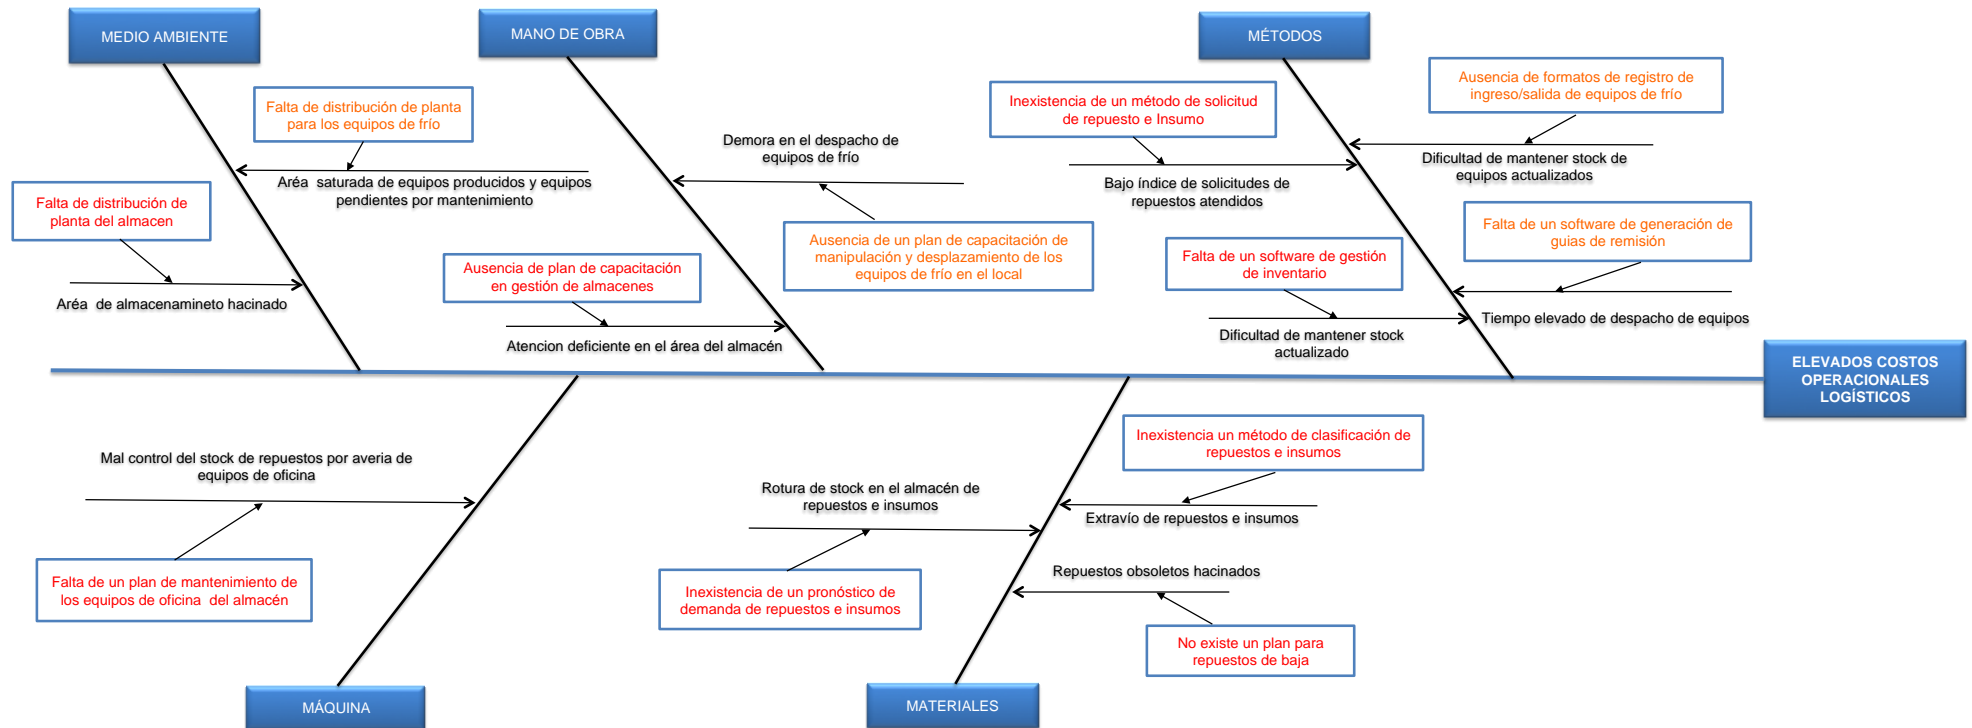 MEDIO AMBIENTE
MANO DE OBRA
MÉTODOS
Falta de distribución de planta
para los equipos de frío
Aréa  saturada de equipos producidos y equipos
pendientes por mantenimiento
Falta de distribución de
planta del almacen
Aréa  de almacenamineto hacinado
Demora en el despacho de
equipos de frío
Ausencia de un plan de capacitación de
manipulación y desplazamiento de los
equipos de frío en el local
Ausencia de plan de capacitación
en gestión de almacenes
Atencion deficiente en el área del almacén
Inexistencia de un método de solicitud
de repuesto e Insumo
Bajo índice de solicitudes de
repuestos atendidos
Ausencia de formatos de registro de
ingreso/salida de equipos de frío
Dificultad de mantener stock de
equipos actualizados
Falta de un software de gestión
de inventario
Dificultad de mantener stock
actualizado
Falta de un software de generación de
guias de remisión
Tiempo elevado de despacho de equipos
ELEVADOS COSTOS
OPERACIONALES
LOGÍSTICOS
Mal control del stock de repuestos por averia de
equipos de oficina
Falta de un plan de mantenimiento de
los equipos de oficina  del almacén
Rotura de stock en el almacén de
repuestos e insumos
Inexistencia de un pronóstico de
demanda de repuestos e insumos
Inexistencia un método de clasificación de
repuestos e insumos
Extravío de repuestos e insumos
Repuestos obsoletos hacinados
No existe un plan para
repuestos de baja
MÁQUINA
MATERIALES